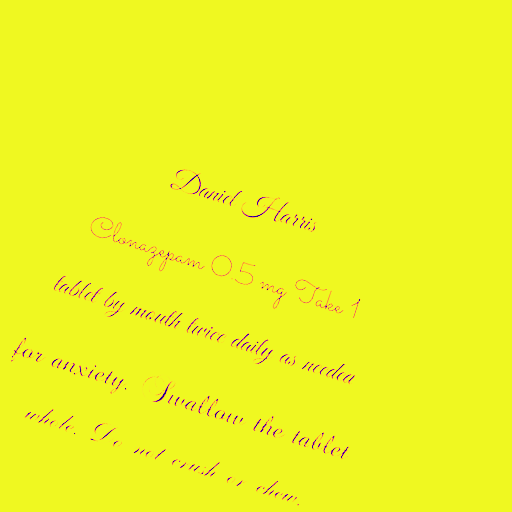 Daniel Harris
Clonazepam 0.5 mg Take 1
tablet by mouth twice daily as needed
for anxiety. Swallow the tablet
whole. Do not crush or chew.